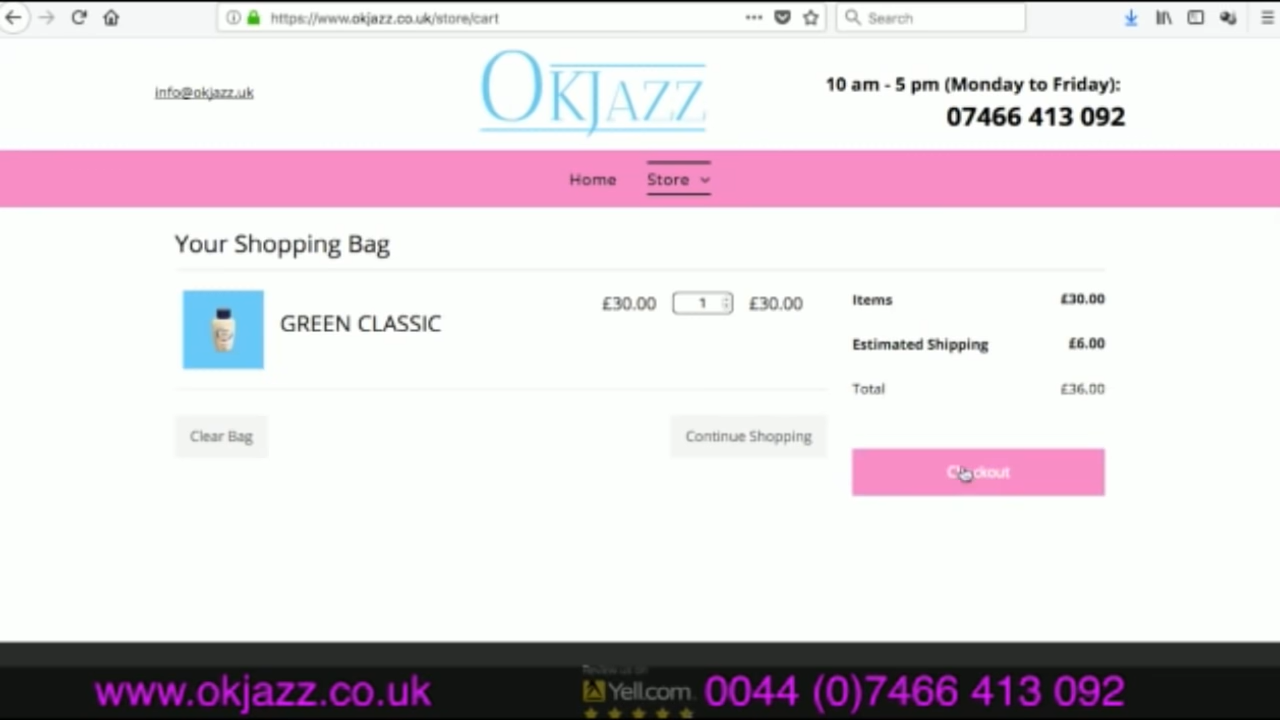 https://www.okjazz.co.uk/store/cart
Search
info@okjazz.uk
OKJAZZ
10 am - 5 pm (Monday to Friday):
07466 413 092
Home
Store
Your Shopping Bag
GREEN CLASSIC
£30.00
1
£30.00
Items
£30.00
Estimated Shipping
£6.00
Total
£36.00
Clear Bag
Continue Shopping
Review us on
www.okjazz.co.uk
Yell.com
0044 (0)7466 413 092